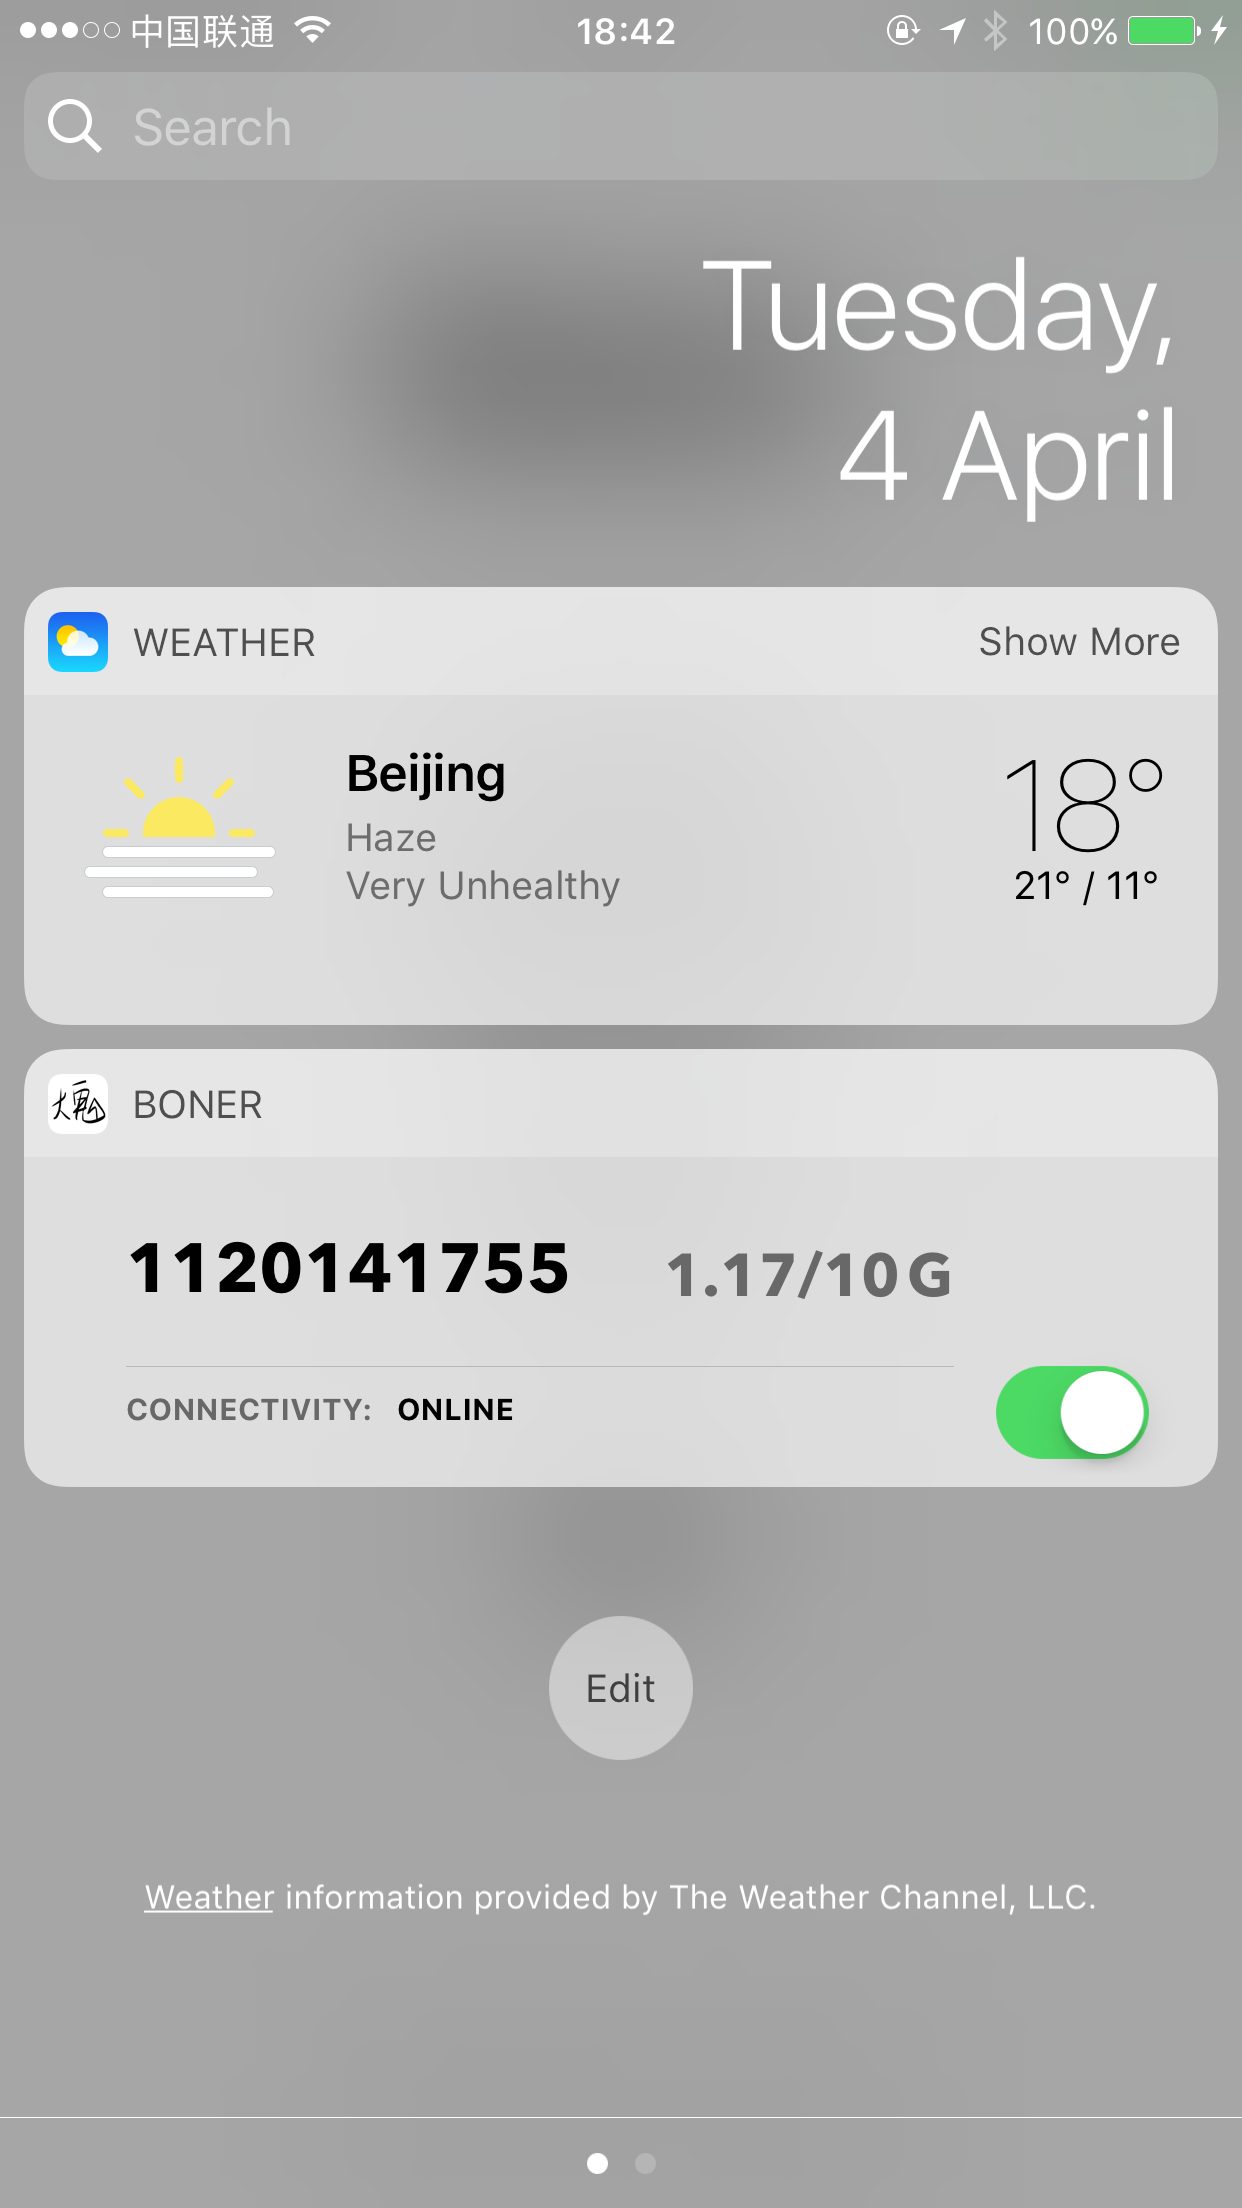 中国联通 18:42 100%
Search
Tuesday,
4 April
WEATHER Show More
Beijing 18°
Haze
Very Unhealthy 21° / 11°
BONER
1120141755 1.17/10G
CONNECTIVITY: ONLINE
Edit
Weather information provided by The Weather Channel, LLC.